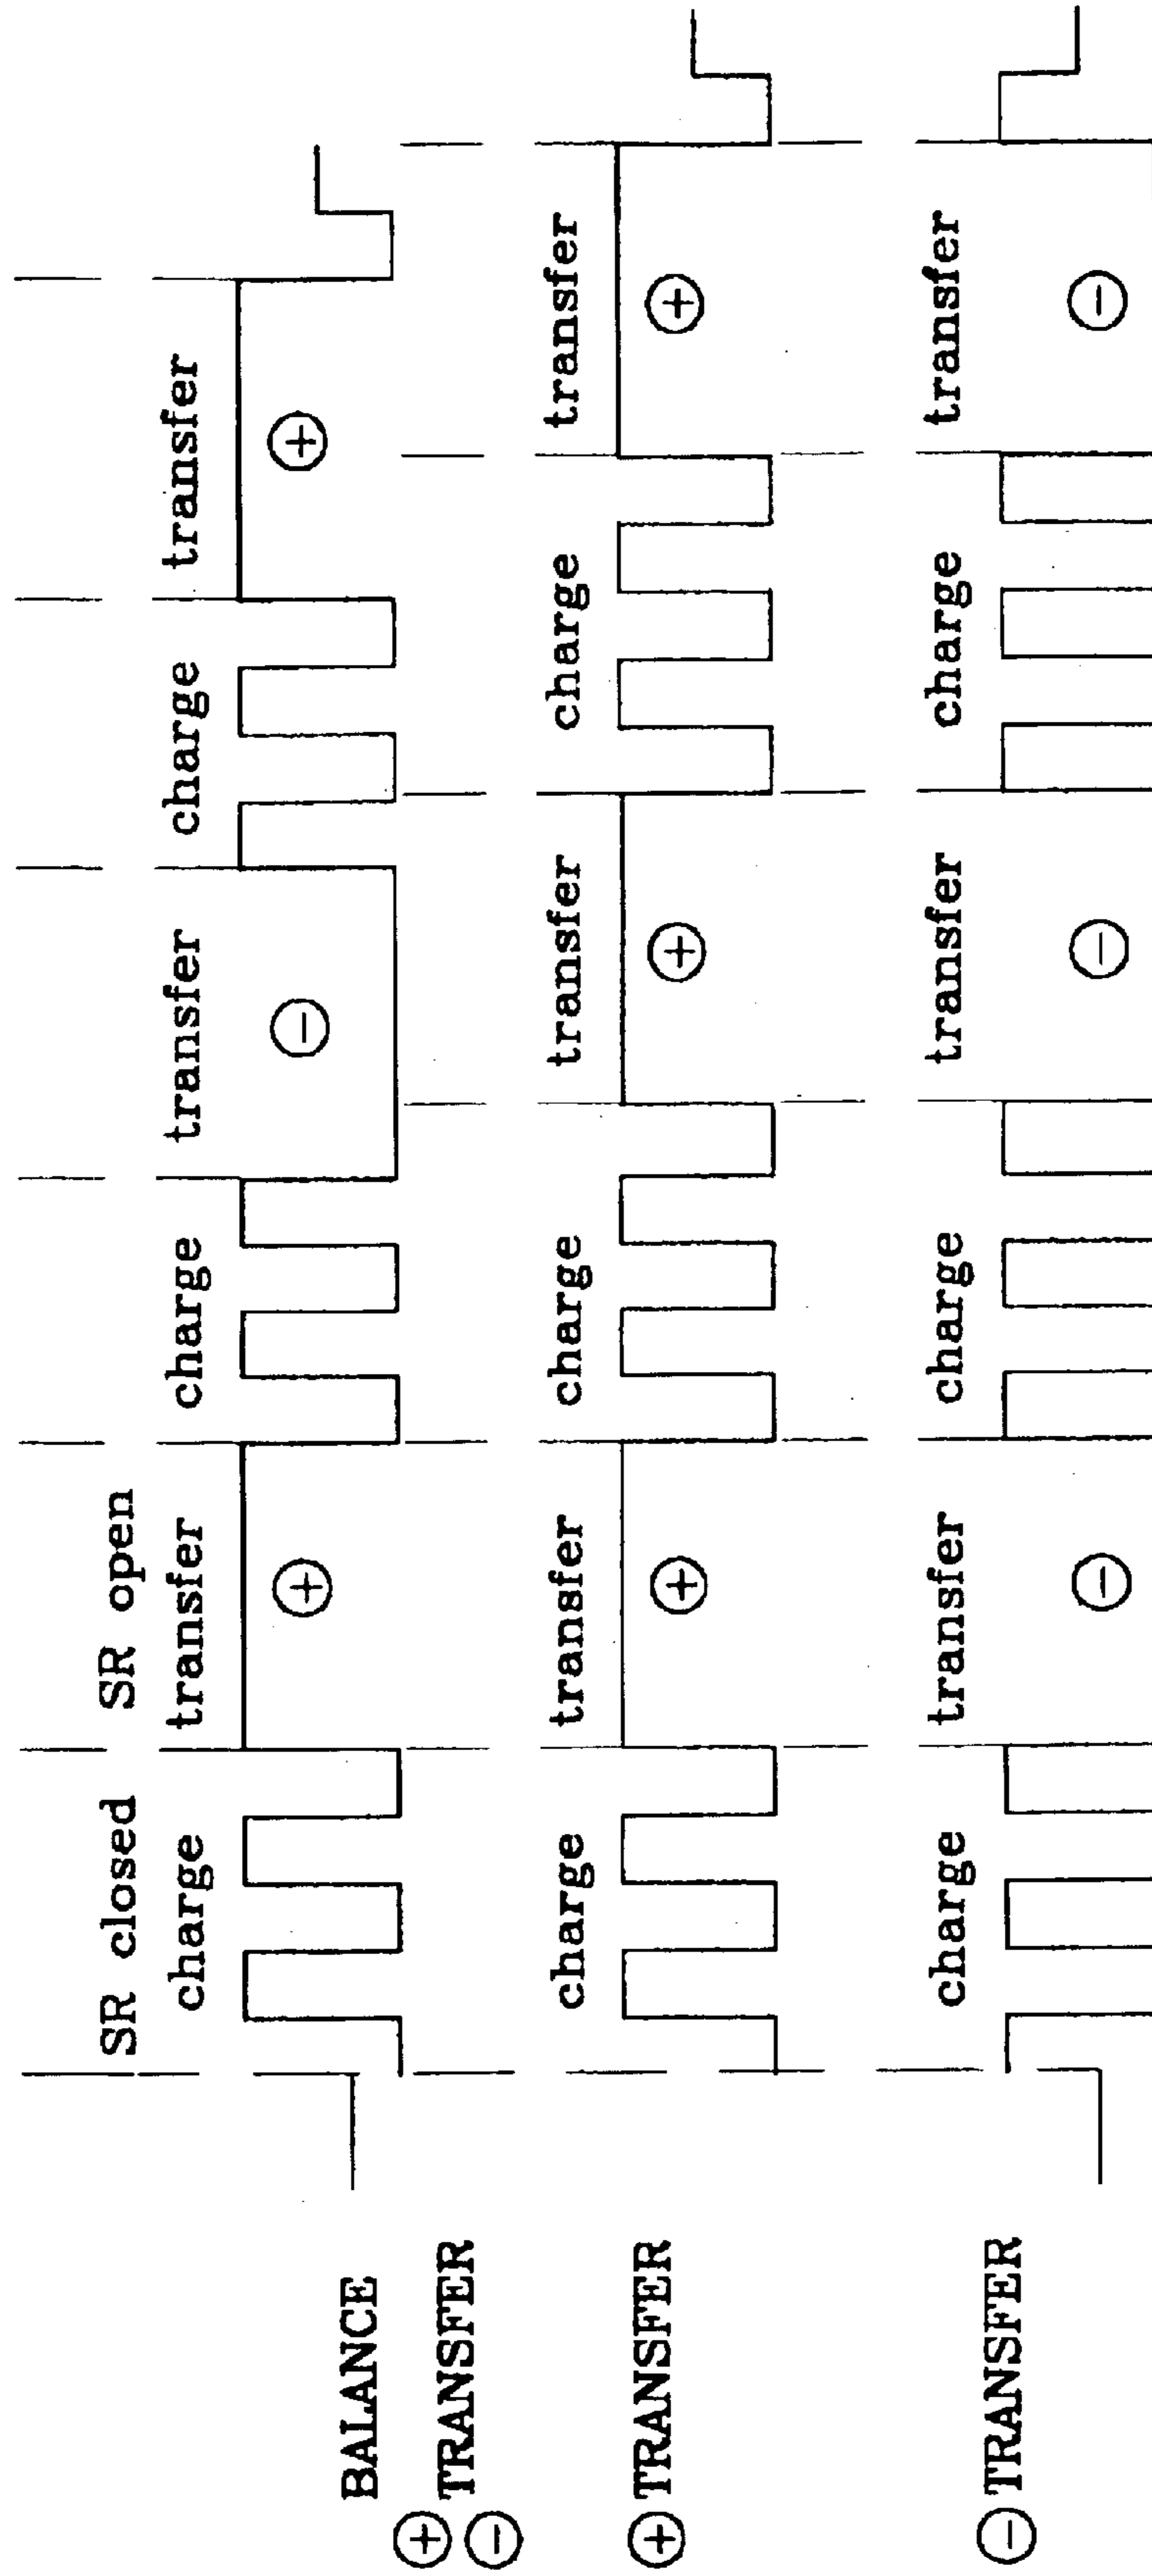 SR closed SR open
charge transfer charge transfer charge transfer
BALANCE
⊕ TRANSFER
⊖
charge transfer charge transfer charge transfer
⊕ ⊖ ⊕
⊕ TRANSFER
charge transfer charge transfer charge transfer
⊕ ⊕ ⊕
⊖ TRANSFER
⊖ ⊖ ⊖